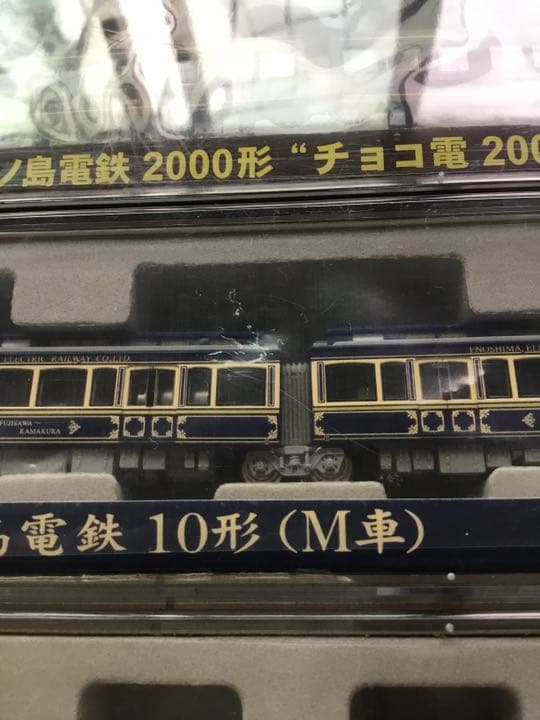 ノ島電鉄 2000形 “チョコ電 200
ELECTRIC RAILWAY CO.LTD
ENOSHIMA EL
FUJISAWA ~
KAMAKURA
島電鉄 10形 (M車)